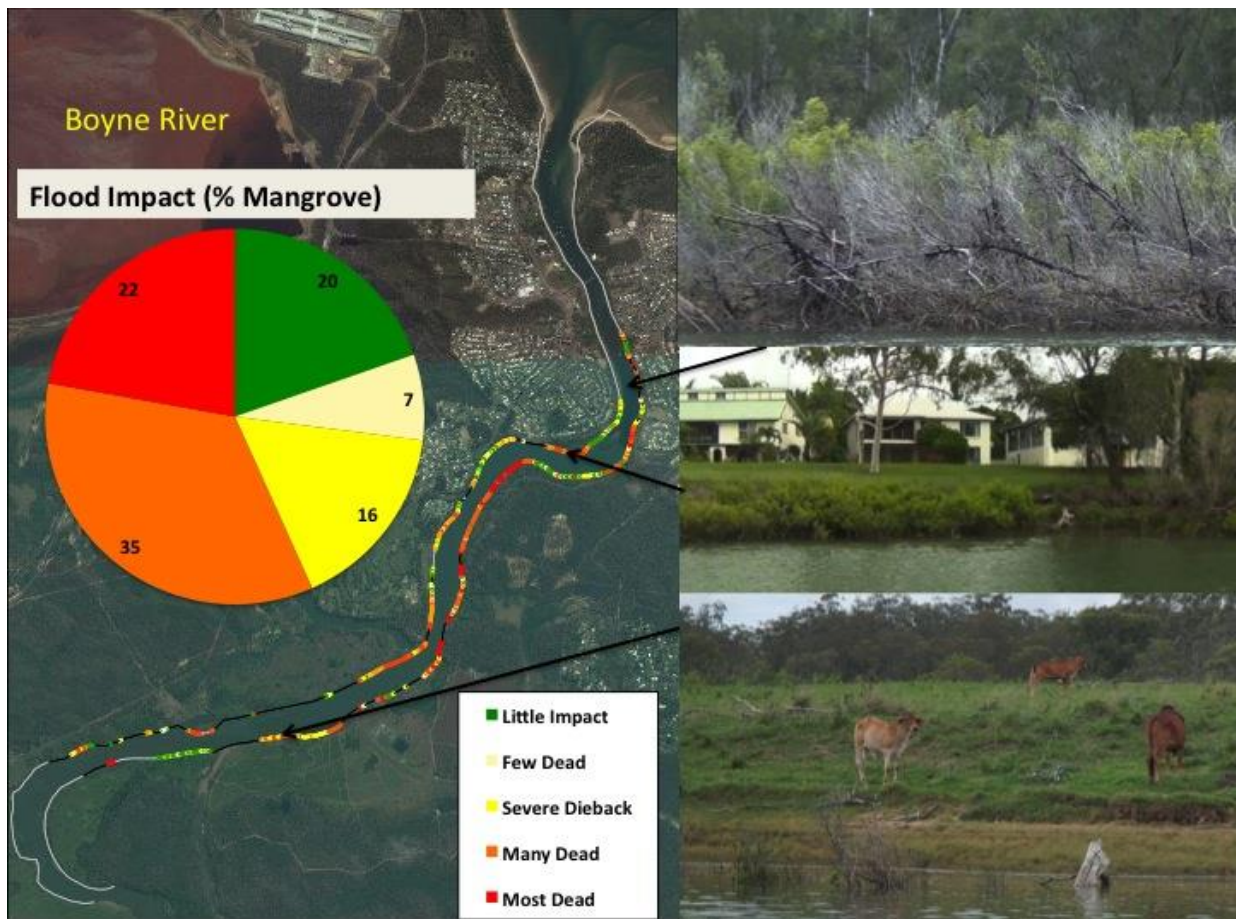 Boyne River
Flood Impact (% Mangrove)
20
7
16
35
22
Little Impact
Few Dead
Severe Dieback
Many Dead
Most Dead